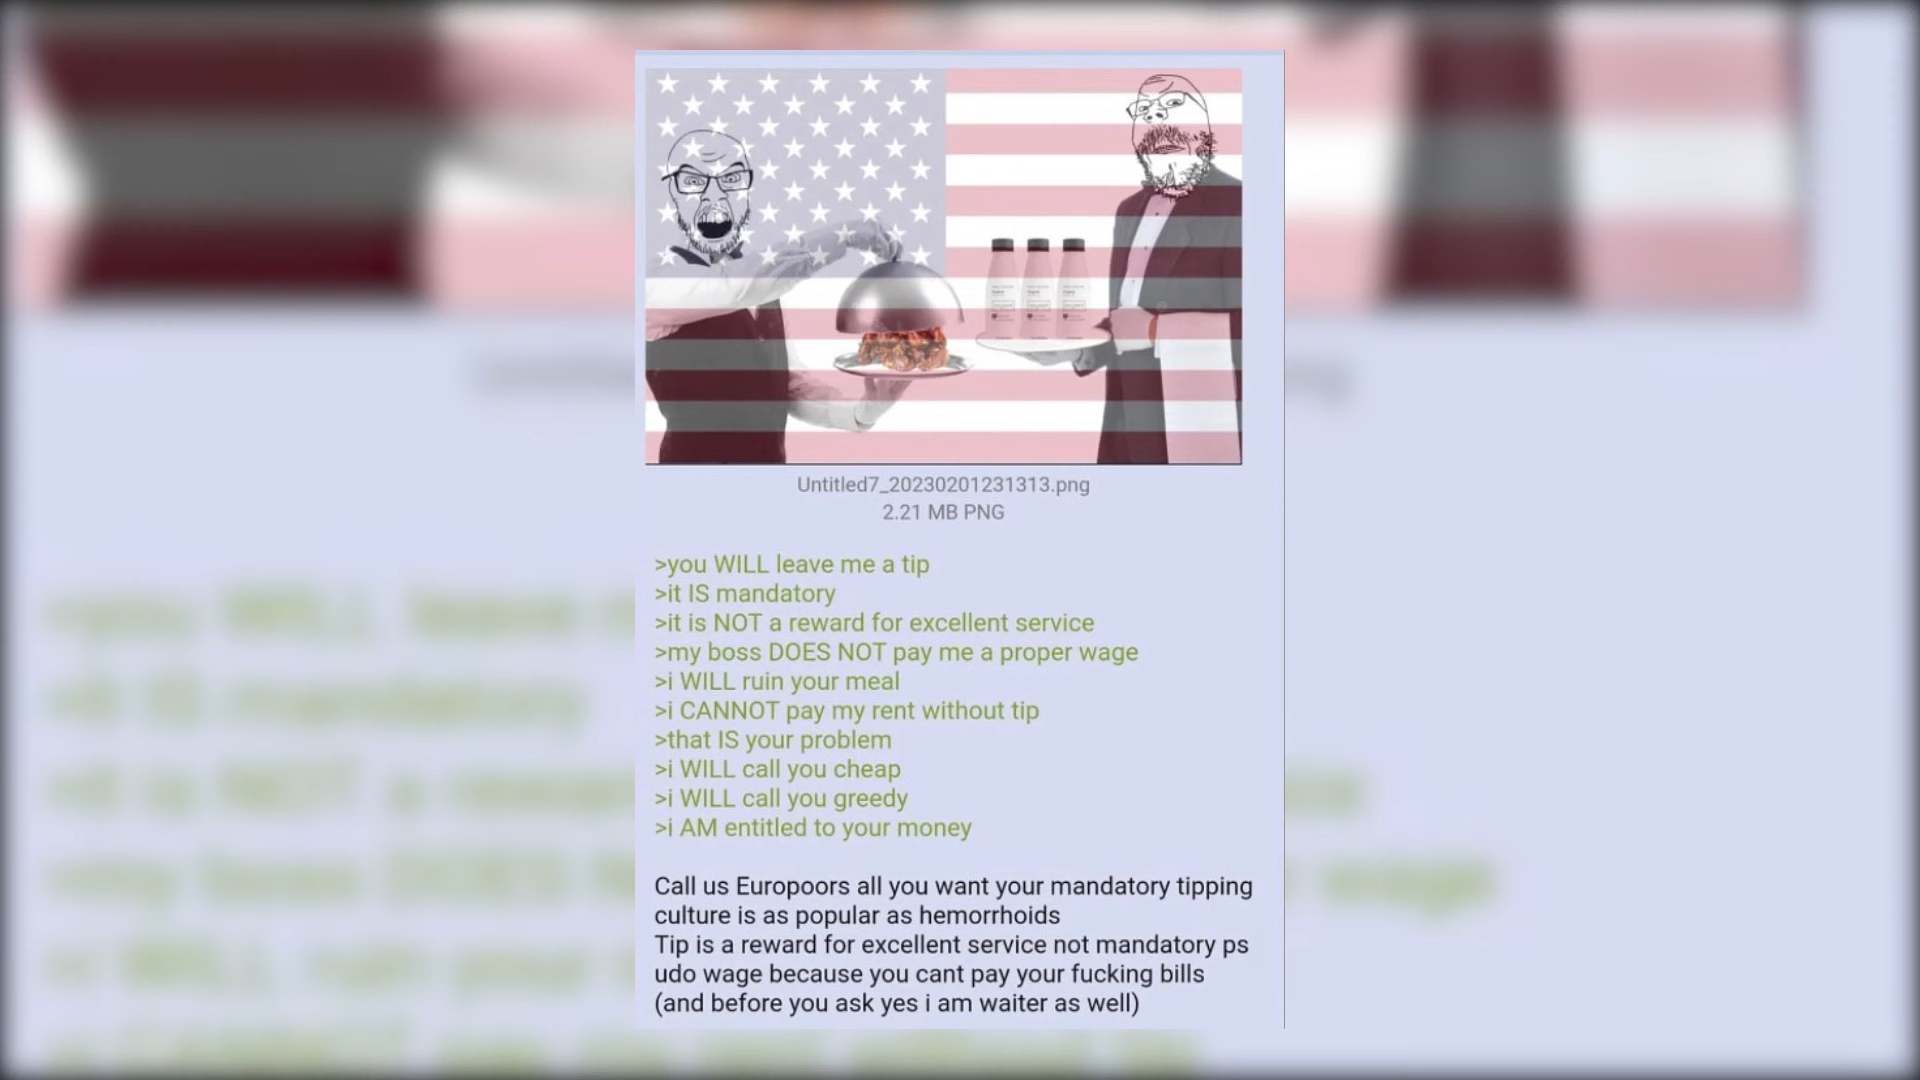 Untitled7_20230201231313.png
2.21 MB PNG
>you WILL leave me a tip
>it IS mandatory
>it is NOT a reward for excellent service
>my boss DOES NOT pay me a proper wage
>i WILL ruin your meal
>i CANNOT pay my rent without tip
>that IS your problem
>i WILL call you cheap
>i WILL call you greedy
>i AM entitled to your money
Call us Europoors all you want your mandatory tipping
culture is as popular as hemorrhoids
Tip is a reward for excellent service not mandatory ps
udo wage because you cant pay your fucking bills
(and before you ask yes i am waiter as well)